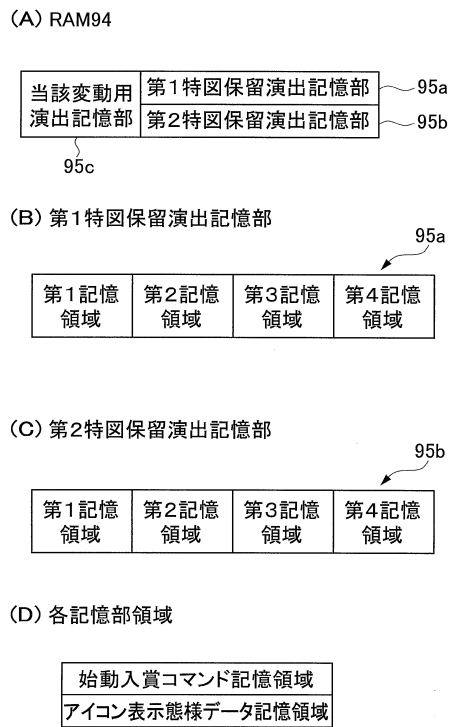 (A) RAM94
当該変動用
演出記憶部
第1特図保留演出記憶部
95a
第2特図保留演出記憶部
95b
95c
(B) 第1特図保留演出記憶部
95a
第1記憶
領域
第2記憶
領域
第3記憶
領域
第4記憶
領域
(C) 第2特図保留演出記憶部
95b
第1記憶
領域
第2記憶
領域
第3記憶
領域
第4記憶
領域
(D) 各記憶部領域
始動入賞コマンド記憶領域
アイコン表示態様データ記憶領域